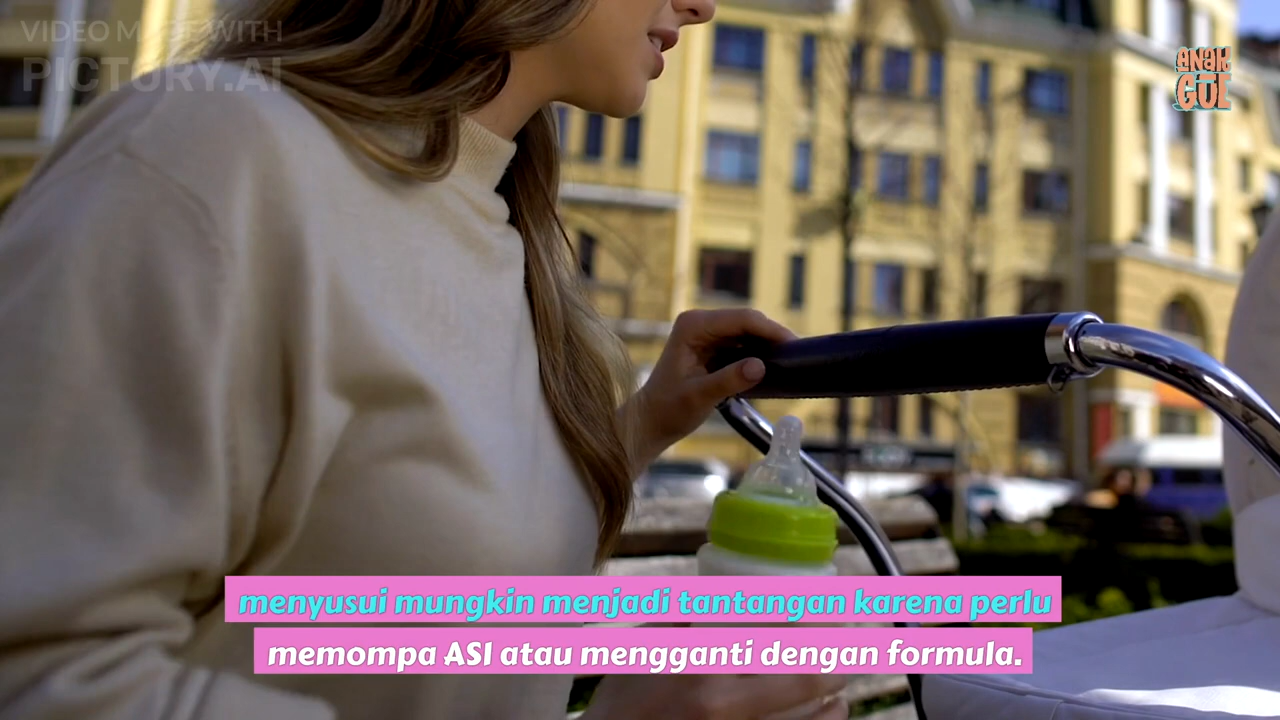 VIDEO MADE WITH
PICTORY.AI
ANAK
GUL
menyusui mungkin menjadi tantangan karena perlu
memompa ASI atau mengganti dengan formula.